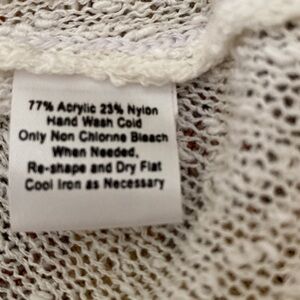 77% Acrylic 23% Nylon
Hand Wash Cold
Only Non Chlorine Bleach
When Needed,
Re-shape and Dry Flat
Cool Iron as Necessary